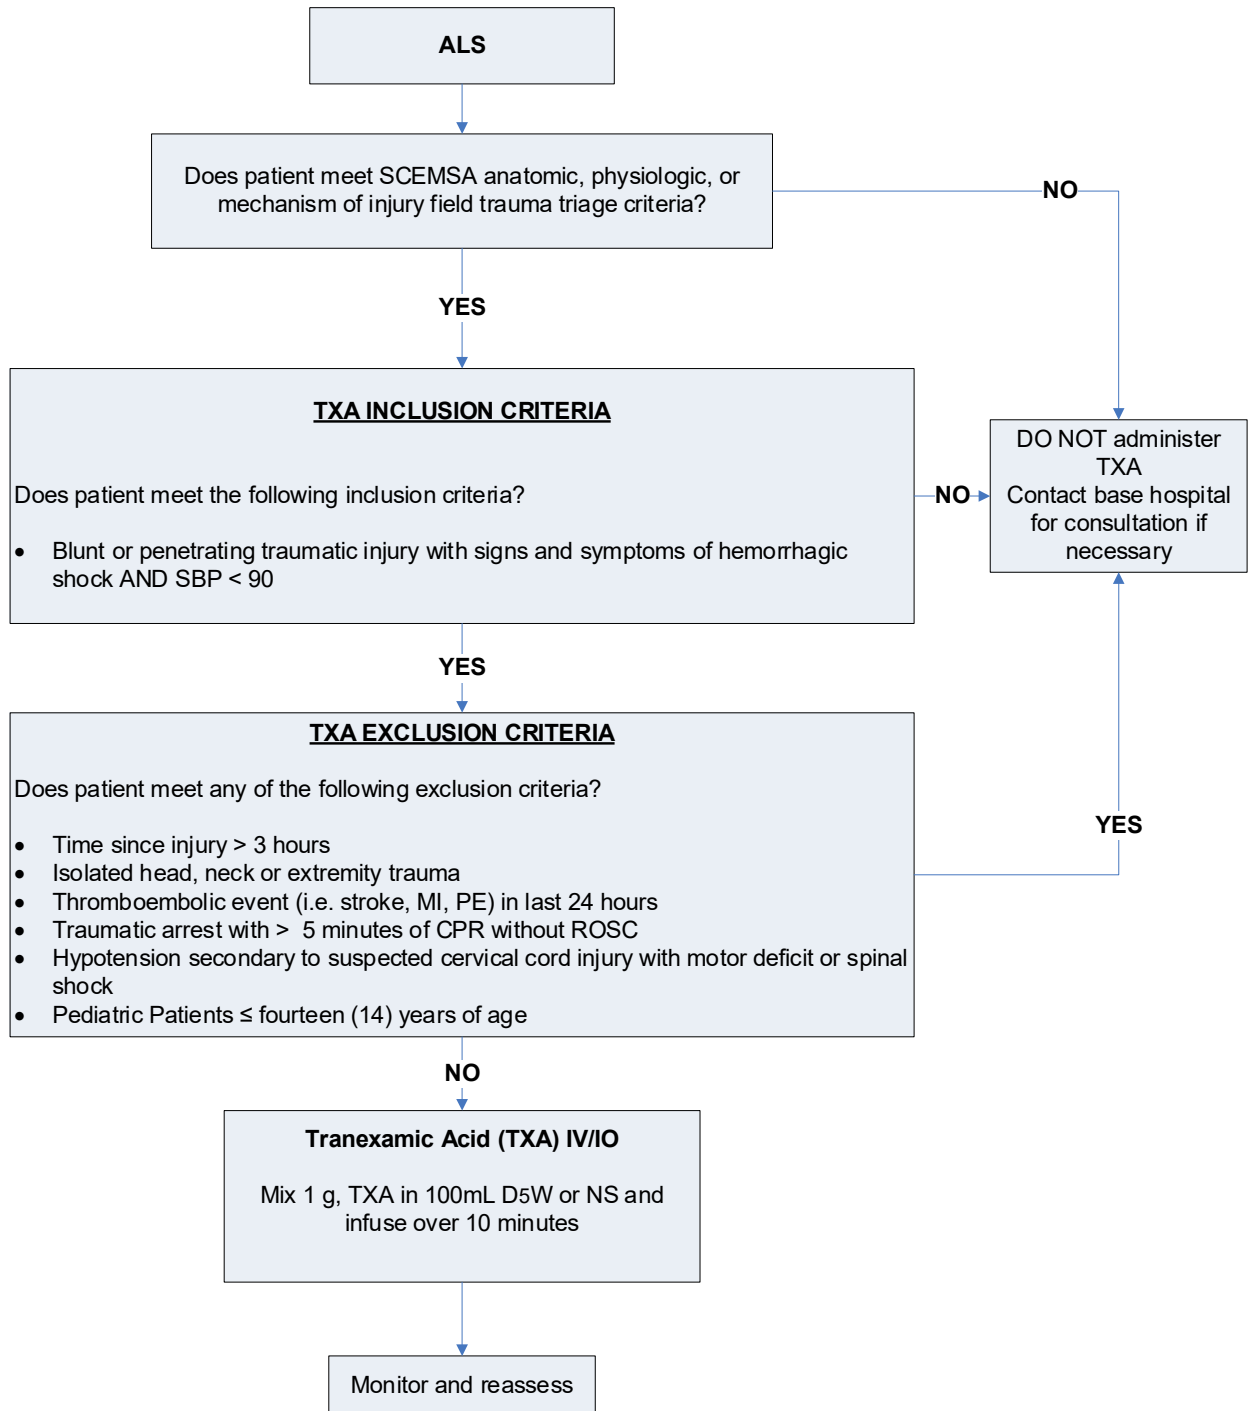 ALS
Does patient meet SCEMSA anatomic, physiologic, or
mechanism of injury field trauma triage criteria?
NO
YES
TXA INCLUSION CRITERIA
Does patient meet the following inclusion criteria?
• Blunt or penetrating traumatic injury with signs and symptoms of hemorrhagic
shock AND SBP < 90
NO
DO NOT administer
TXA
Contact base hospital
for consultation if
necessary
YES
TXA EXCLUSION CRITERIA
Does patient meet any of the following exclusion criteria?
• Time since injury > 3 hours
• Isolated head, neck or extremity trauma
• Thromboembolic event (i.e. stroke, MI, PE) in last 24 hours
• Traumatic arrest with > 5 minutes of CPR without ROSC
• Hypotension secondary to suspected cervical cord injury with motor deficit or spinal
shock
• Pediatric Patients ≤ fourteen (14) years of age
YES
NO
Tranexamic Acid (TXA) IV/IO
Mix 1 g, TXA in 100mL D5W or NS and
infuse over 10 minutes
Monitor and reassess